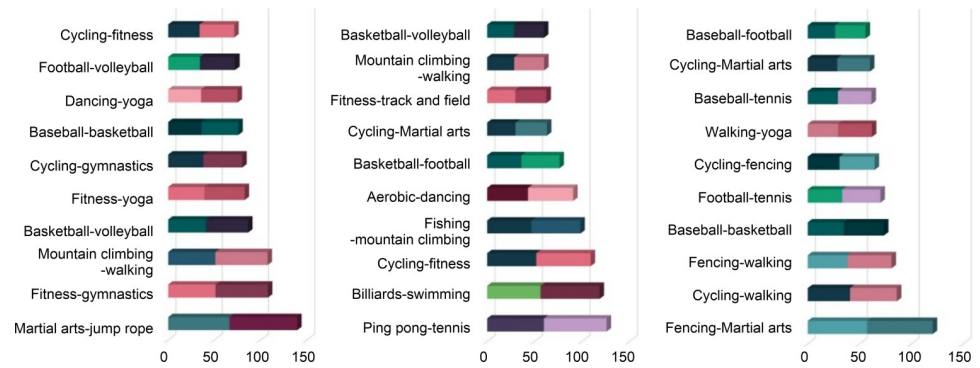 Cycling-fitness
Football-volleyball
Dancing-yoga
Baseball-basketball
Cycling-gymnastics
Fitness-yoga
Basketball-volleyball
Mountain climbing
-walking
Fitness-gymnastics
Martial arts-jump rope
0 50 100 150
Basketball-volleyball
Mountain climbing
-walking
Fitness-track and field
Cycling-Martial arts
Basketball-football
Aerobic-dancing
Fishing
-mountain climbing
Cycling-fitness
Billiards-swimming
Ping pong-tennis
0 50 100 150
Baseball-football
Cycling-Martial arts
Baseball-tennis
Walking-yoga
Cycling-fencing
Football-tennis
Baseball-basketball
Fencing-walking
Cycling-walking
Fencing-Martial arts
0 50 100 150